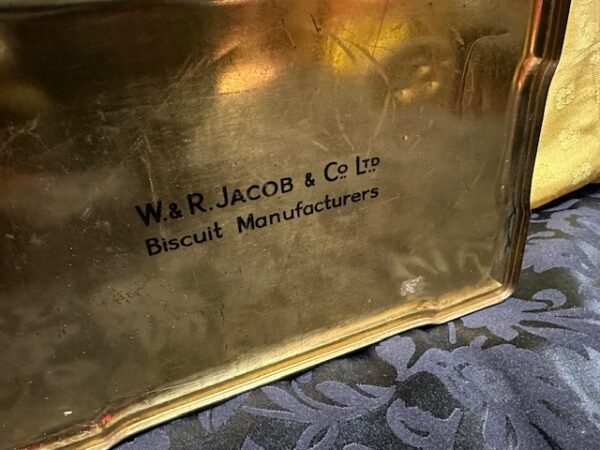 W. & R. JACOB & Co. LTD
Biscuit Manufacturers